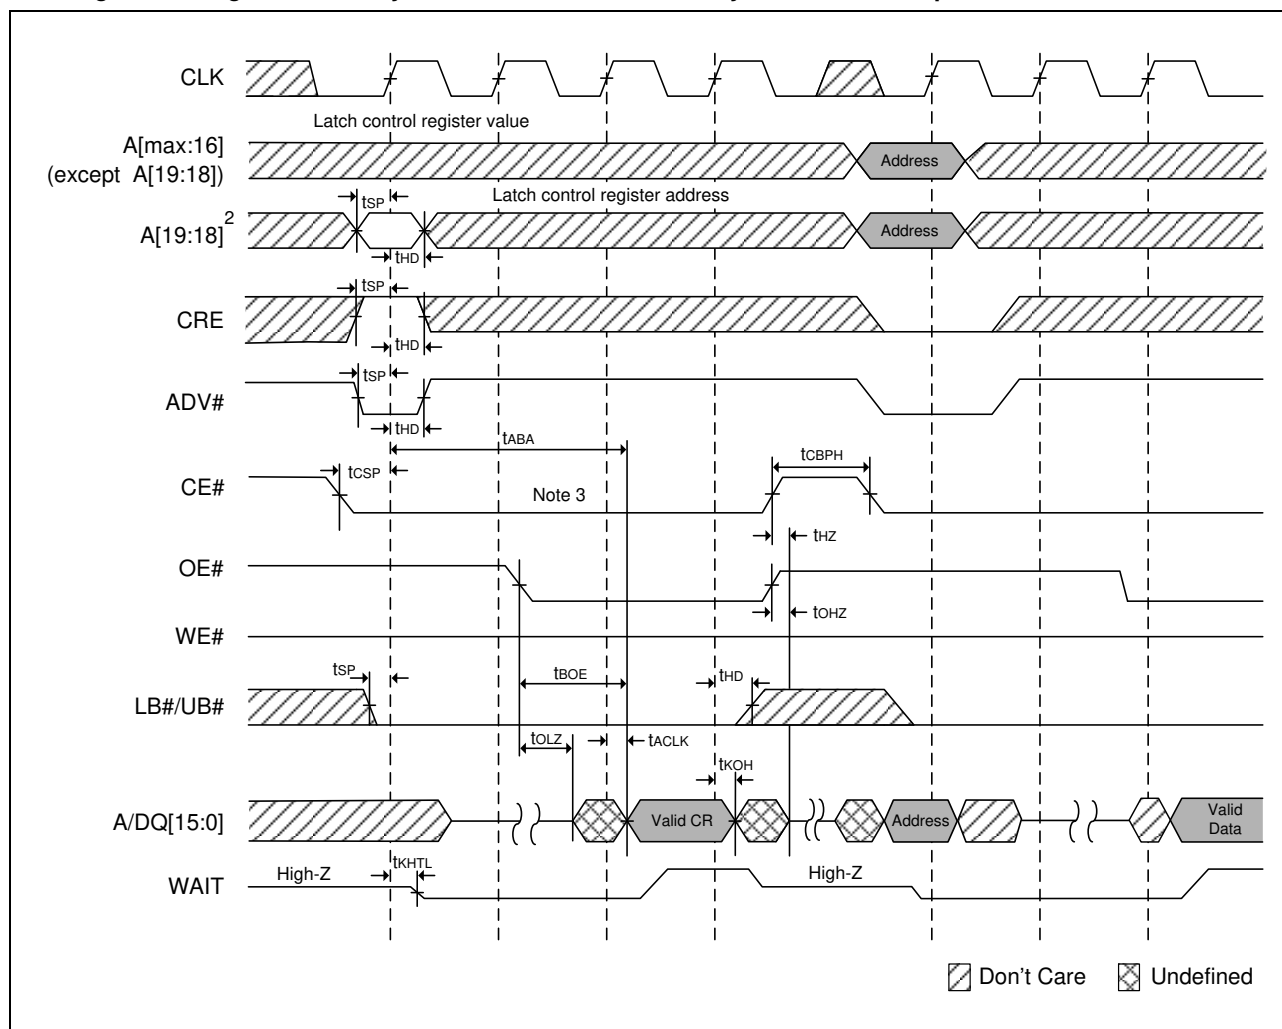 CLK
Latch control register value
A[max:16]
(except A[19:18])
Latch control register address
Address
tSP
A[19:18]2
Address
tHD
tSP
CRE
tHD
tSP
ADV#
tHD
tABA
tCSP
tCBPH
CE#
Note 3
tHZ
OE#
tOHZ
WE#
tSP
tBOE
tHD
LB#/UB#
tOLZ
tACLK
tKOH
A/DQ[15:0]
Valid CR
Address
Valid
Data
tKHTL
WAIT
High-Z
High-Z
Don't Care
Undefined